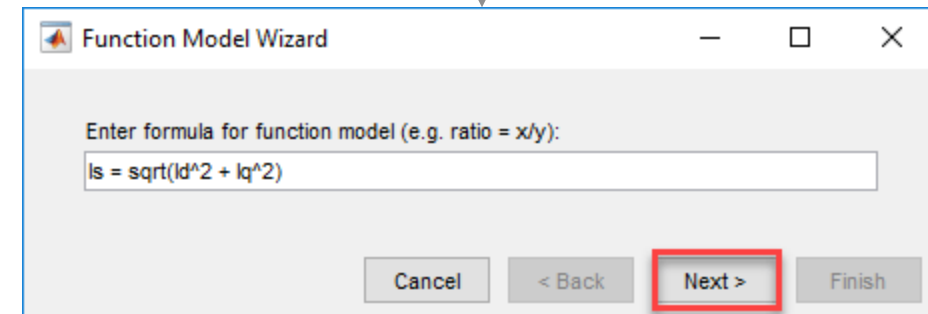 Function Model Wizard
Enter formula for function model (e.g. ratio = x/y):
Is = sqrt(Id^2 + Iq^2)
Cancel < Back Next > Finish